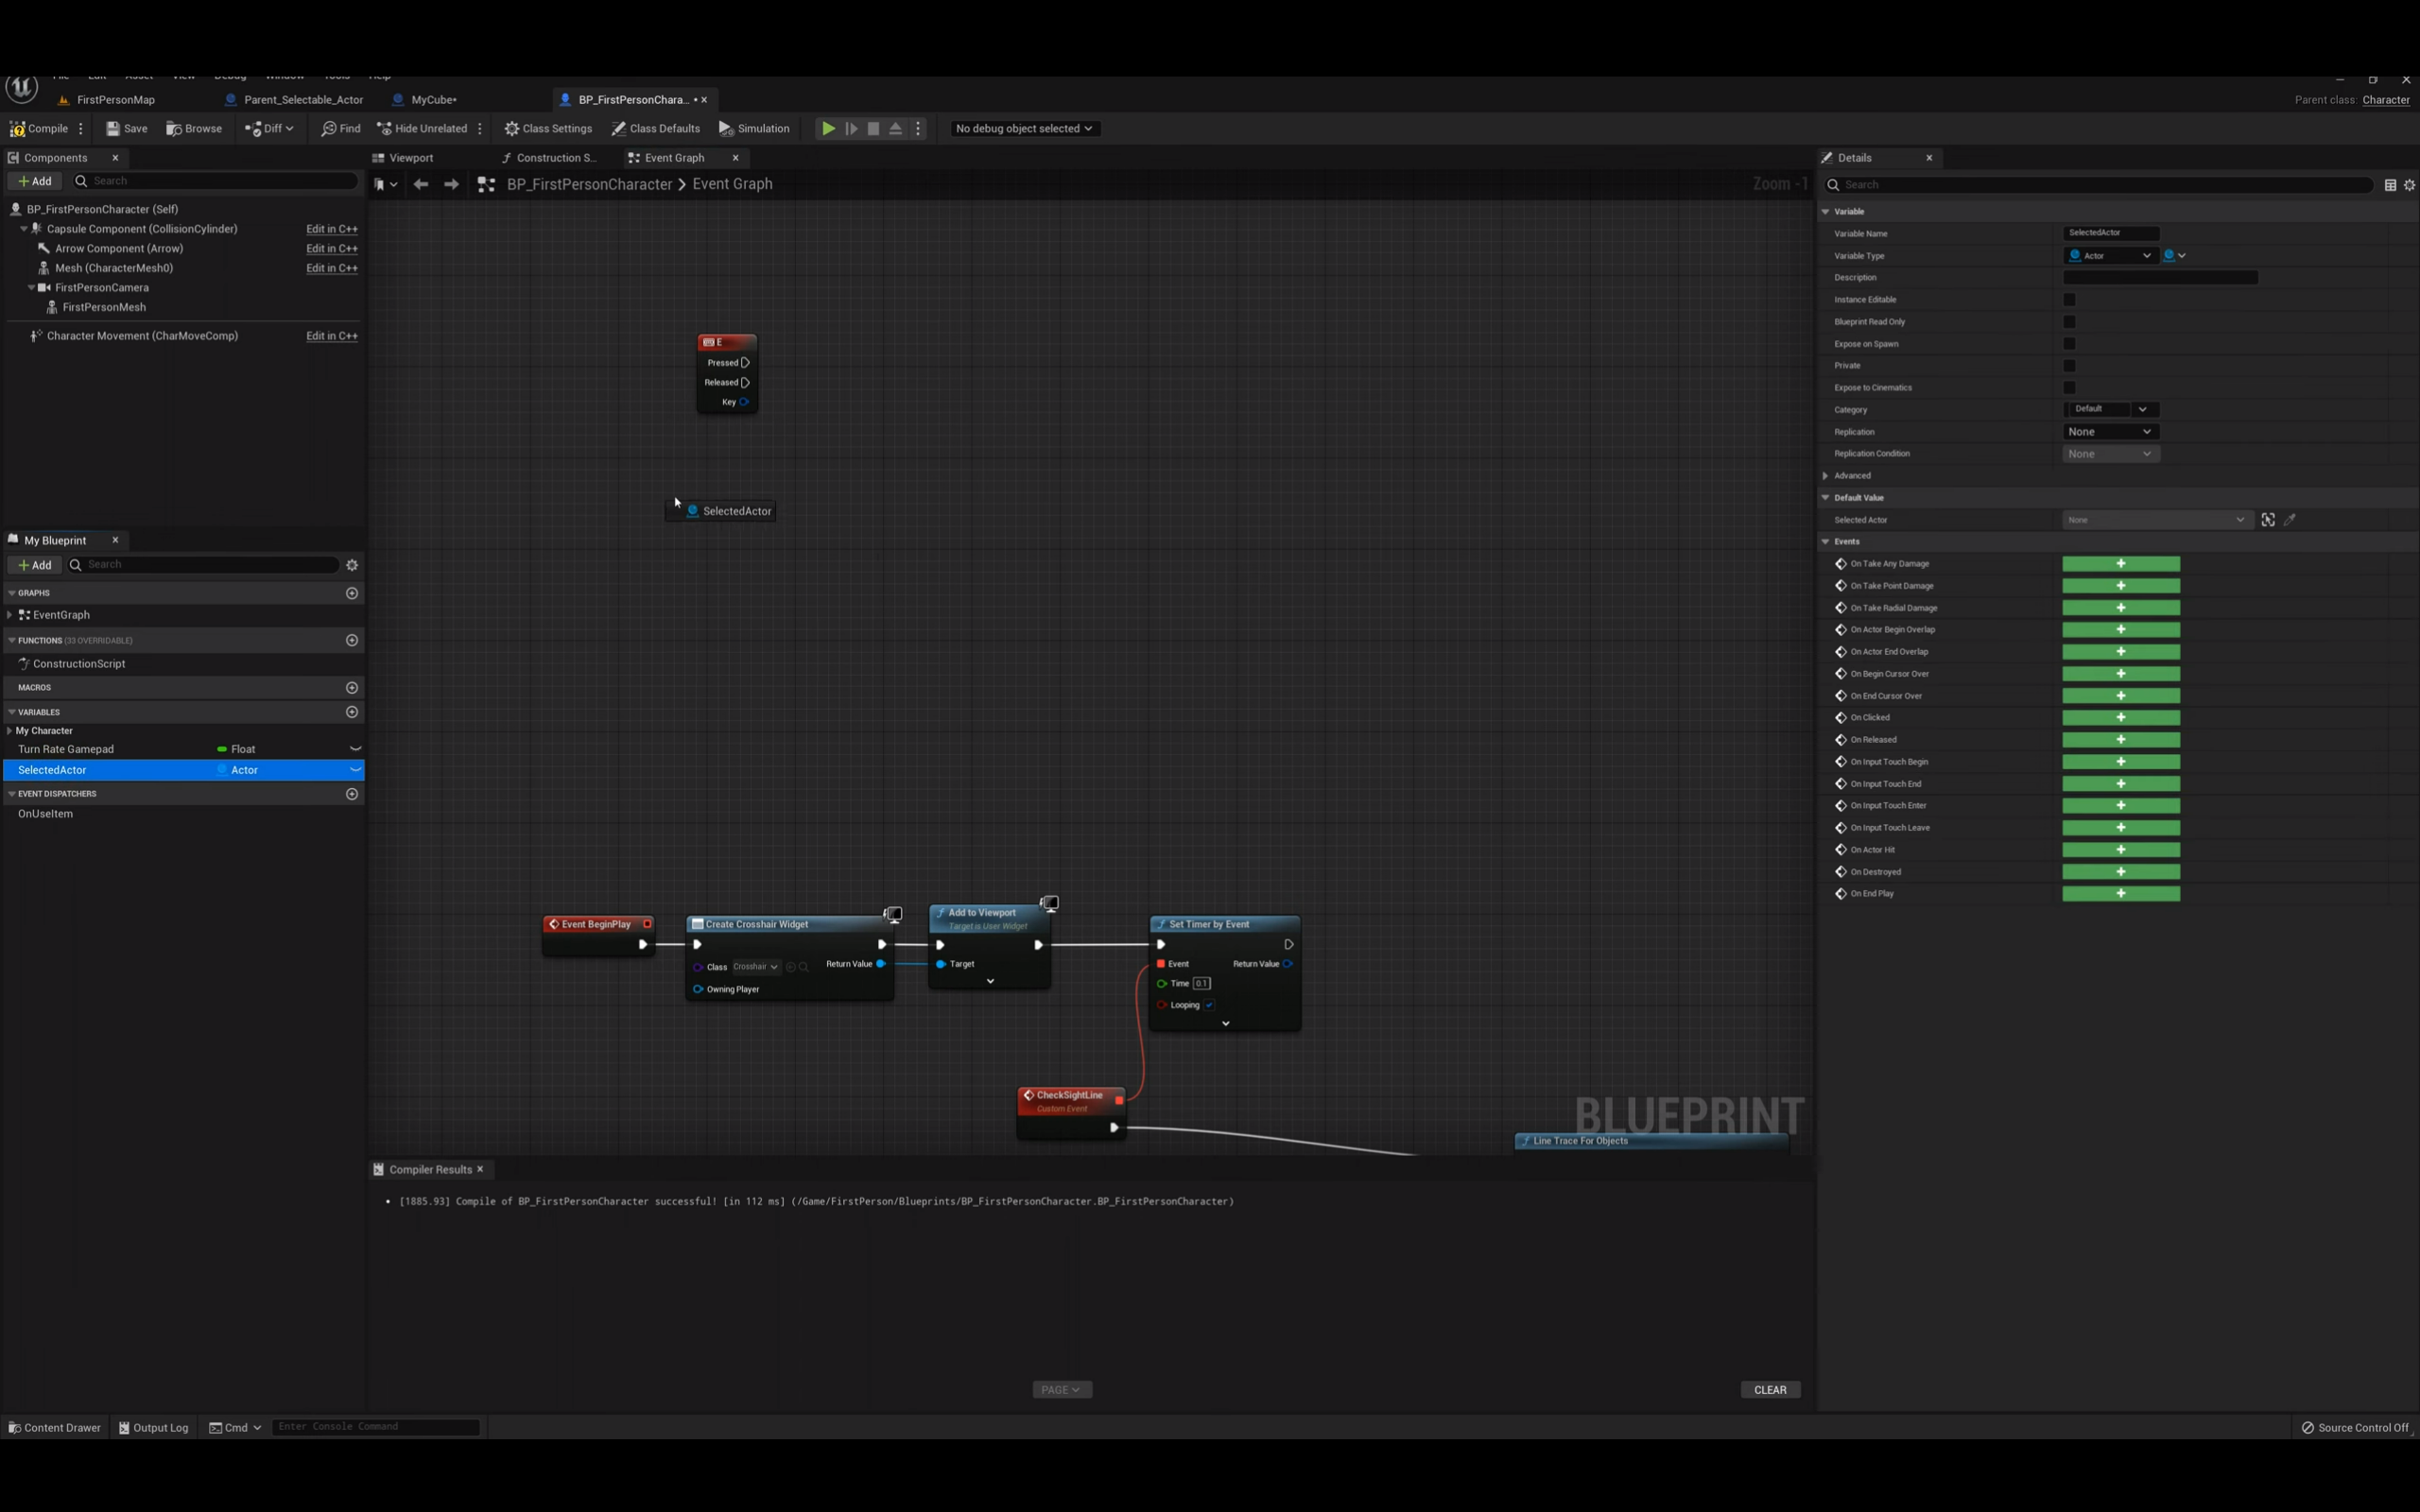 File Edit Asset View Debug Window Tools Help
FirstPersonMap
Parent_Selectable_Actor
MyCube•
BP_FirstPersonChara... •
Parent class: Character
Compile
Save
Browse
Diff
Find
Hide Unrelated
Class Settings
Class Defaults
Simulation
No debug object selected
Components
Add
Search
BP_FirstPersonCharacter (Self)
Capsule Component (CollisionCylinder) Edit in C++
Arrow Component (Arrow) Edit in C++
Mesh (CharacterMesh0) Edit in C++
FirstPersonCamera
FirstPersonMesh
Character Movement (CharMoveComp) Edit in C++
My Blueprint
Add
Search
GRAPHS
EventGraph
FUNCTIONS (33 OVERRIDABLE)
ConstructionScript
MACROS
VARIABLES
My Character
Turn Rate Gamepad Float
SelectedActor Actor
EVENT DISPATCHERS
OnUseItem
Viewport
Construction S...
Event Graph
BP_FirstPersonCharacter > Event Graph
Zoom -1
E
Pressed
Released
Key
SelectedActor
Event BeginPlay
Create Crosshair Widget
Class Crosshair Return Value
Owning Player
Add to Viewport
Target is User Widget
Target
Set Timer by Event
Event Return Value
Time 0.1
Looping
CheckSightLine
Custom Event
BLUEPRINT
Line Trace For Objects
Compiler Results
[1885.93] Compile of BP_FirstPersonCharacter successful! [in 112 ms] (/Game/FirstPerson/Blueprints/BP_FirstPersonCharacter.BP_FirstPersonCharacter)
PAGE
CLEAR
Details
Search
Variable
Variable Name SelectedActor
Variable Type Actor
Description
Instance Editable
Blueprint Read Only
Expose on Spawn
Private
Expose to Cinematics
Category Default
Replication None
Replication Condition None
Advanced
Default Value
Selected Actor None
Events
On Take Any Damage
On Take Point Damage
On Take Radial Damage
On Actor Begin Overlap
On Actor End Overlap
On Begin Cursor Over
On End Cursor Over
On Clicked
On Released
On Input Touch Begin
On Input Touch End
On Input Touch Enter
On Input Touch Leave
On Actor Hit
On Destroyed
On End Play
Content Drawer
Output Log
Cmd
Enter Console Command
Source Control Off